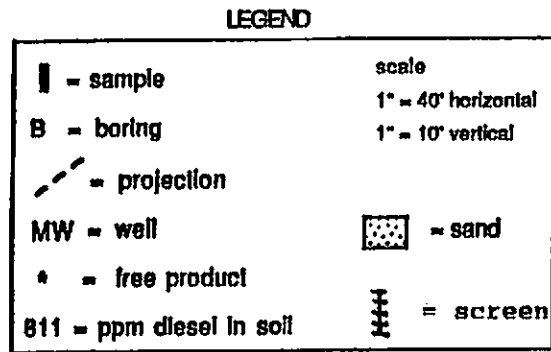 LEGEND
= sample
B = boring
= projection
MW = well
* = free product
811 = ppm diesel in soil
scale
1" = 40' horizontal
1" = 10' vertical
= sand
= screen